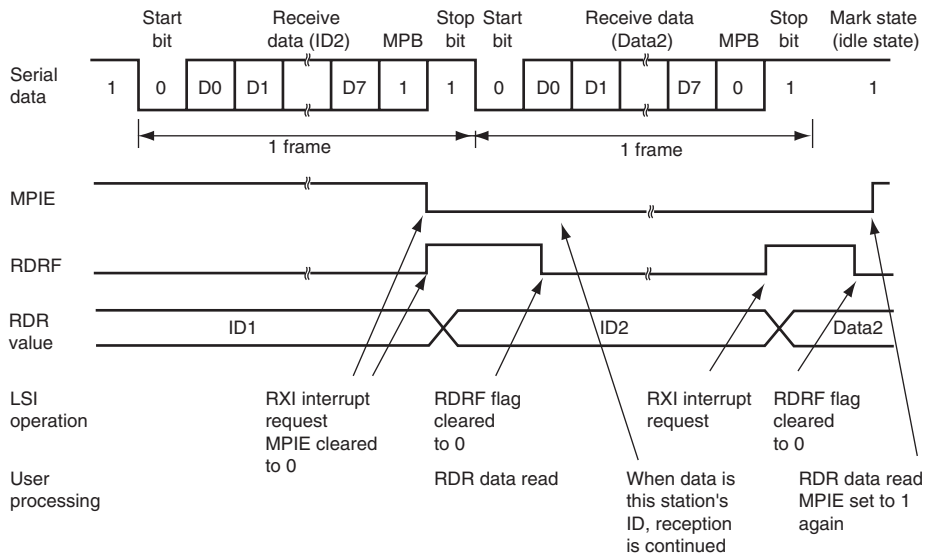 Start bit
Receive data (ID2)
MPB
Stop bit
Start bit
Receive data (Data2)
MPB
Stop bit
Mark state (idle state)
Serial data
1 0 D0 D1 D7 1 1 0 D0 D1 D7 0 1 1
1 frame
1 frame
MPIE
RDRF
RDR value
ID1
ID2
Data2
LSI operation
RXI interrupt request
MPIE cleared to 0
RDRF flag cleared to 0
RXI interrupt request
RDRF flag cleared to 0
User processing
RDR data read
When data is this station's ID, reception is continued
RDR data read
MPIE set to 1 again